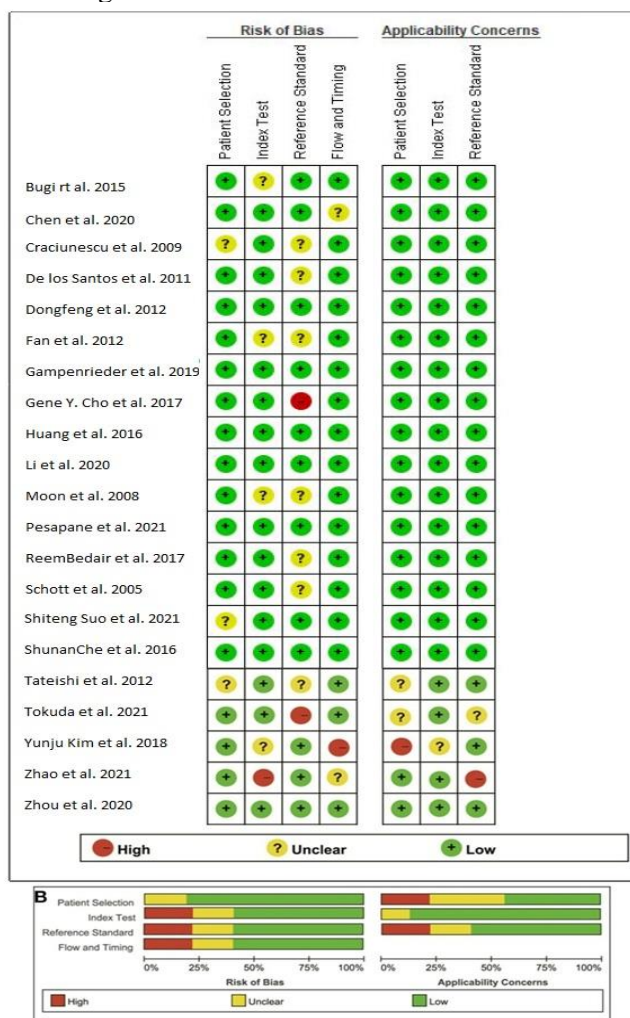 Risk of Bias Applicability Concerns
Patient Selection Index Test Reference Standard Flow and Timing Patient Selection Index Test Reference Standard
Bugi rt al. 2015 + ? + + + + +
Chen et al. 2020 + + + ? + + +
Craciunescu et al. 2009 ? + ? + + + +
De los Santos et al. 2011 + + ? + + + +
Dongfeng et al. 2012 + + + + + + +
Fan et al. 2012 + ? ? + + + +
Gampenrieder et al. 2019 + + + + + + +
Gene Y. Cho et al. 2017 + + - + + + +
Huang et al. 2016 + + + + + + +
Li et al. 2020 + + + + + + +
Moon et al. 2008 + ? ? + + + +
Pesapane et al. 2021 + + + + + + +
ReemBedair et al. 2017 + + ? + + + +
Schott et al. 2005 + + ? + + + +
Shiteng Suo et al. 2021 ? + + + + + +
ShunanChe et al. 2016 + + + + + + +
Tateishi et al. 2012 ? + ? + ? + +
Tokuda et al. 2021 + + - + ? + ?
Yunju Kim et al. 2018 + ? + - - ? +
Zhao et al. 2021 + - + ? + + -
Zhou et al. 2020 + + + + + + +
- High ? Unclear + Low
B
Patient Selection
Index Test
Reference Standard
Flow and Timing
0% 25% 50% 75% 100% 0% 25% 50% 75% 100%
Risk of Bias Applicability Concerns
High Unclear Low